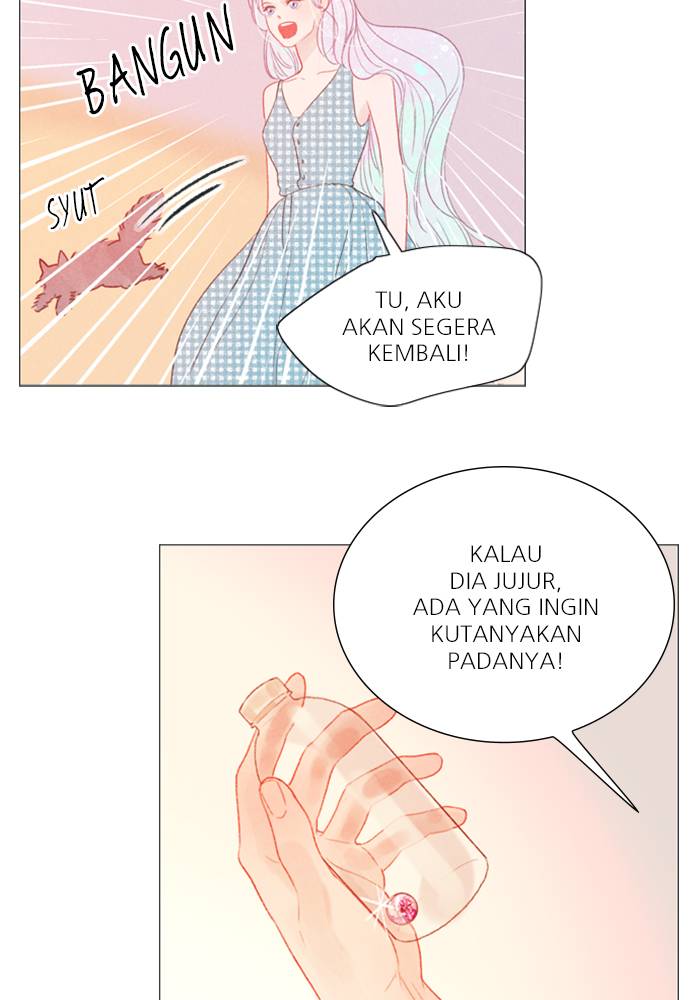 BANGUN
SYUT
TU, AKU
AKAN SEGERA
KEMBALI!
KALAU
DIA JUJUR,
ADA YANG INGIN
KUTANYAKAN
PADANYA!